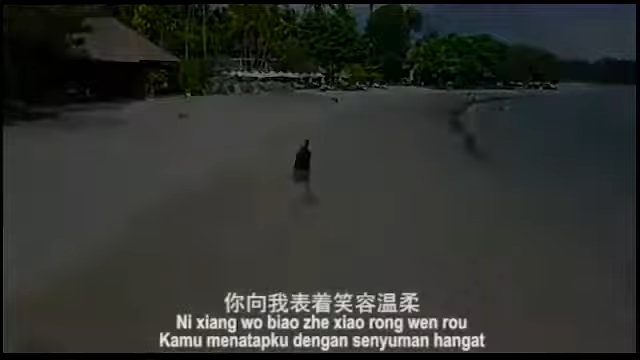 你向我表着笑容温柔
Ni xiang wo biao zhe xiao rong wen rou
Kamu menatapku dengan senyuman hangat